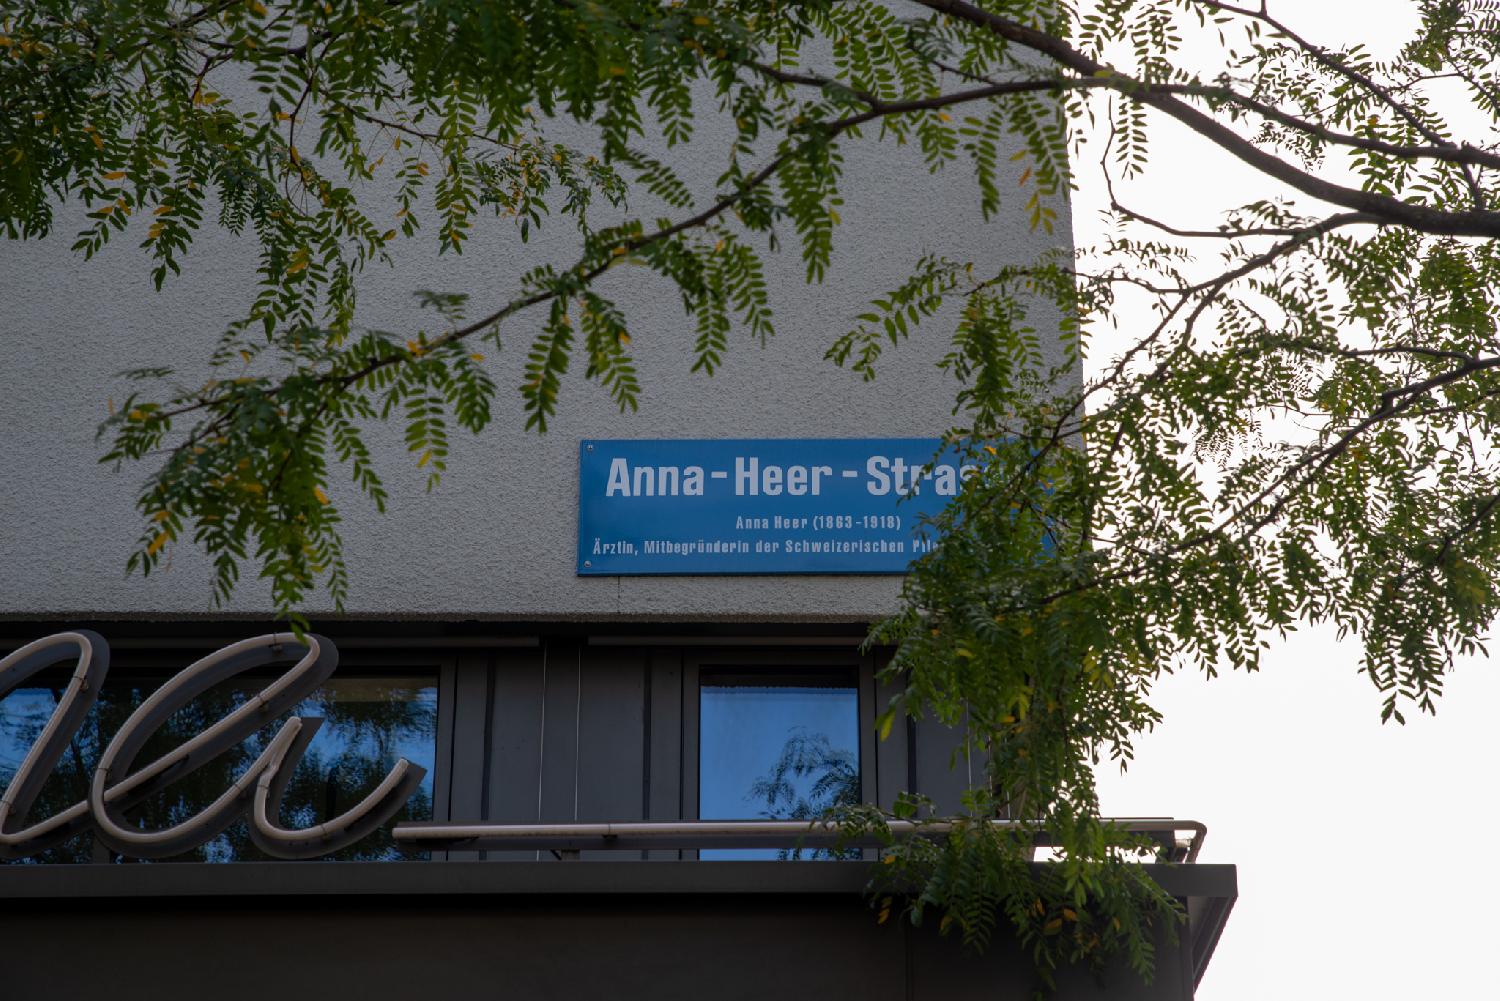 Anna-Heer-Stras
Anna Heer (1863-1918)
Ärztin, Mitbegründerin der Schweizerischen